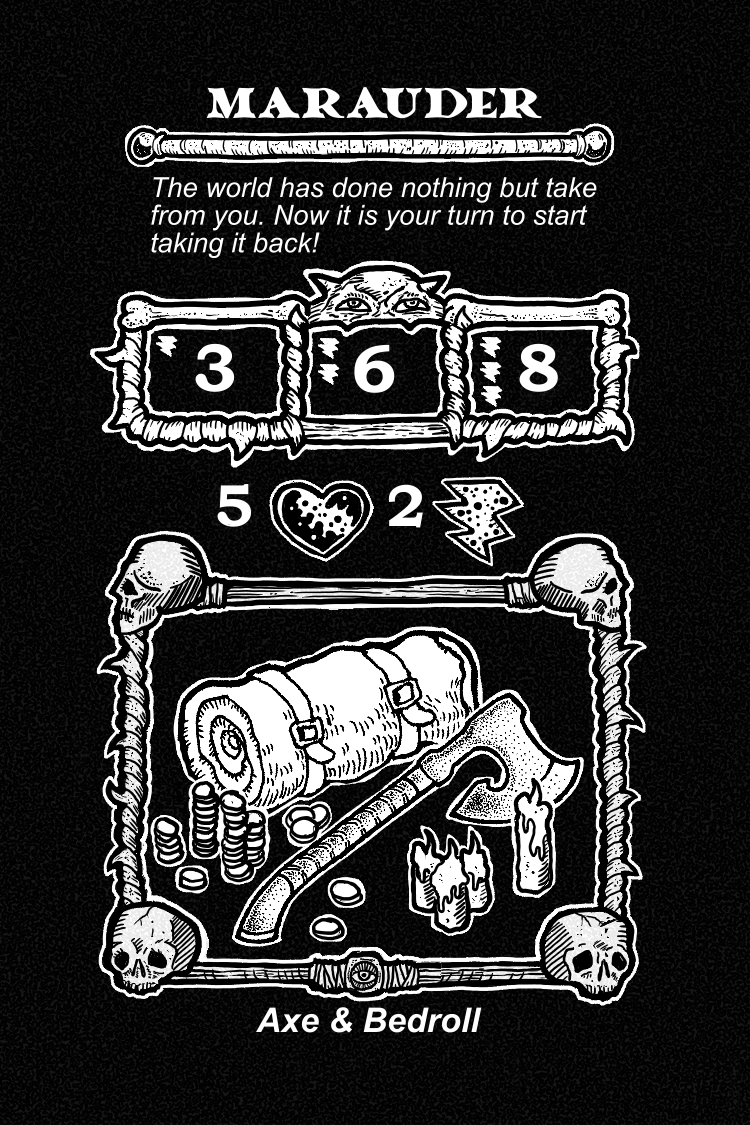 MARAUDER
The world has done nothing but take
from you. Now it is your turn to start
taking it back!
3 6 8
5 2
Axe & Bedroll